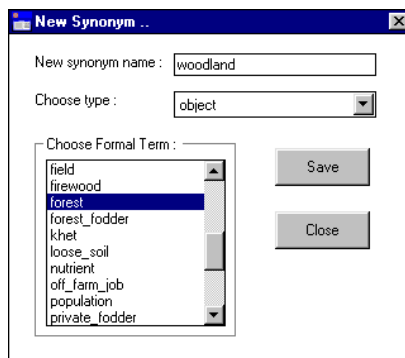 New Synonym ..
New synonym name : woodland
Choose type : object
Choose Formal Term :
field
firewood
forest
forest_fodder
khet
loose_soil
nutrient
off_farm_job
population
private_fodder
Save
Close